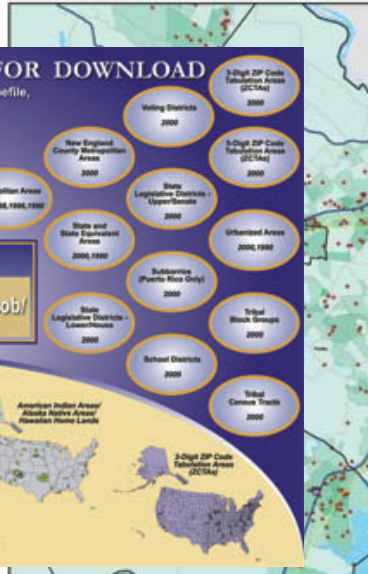 FOR DOWNLOAD
efile,
3-Digit ZIP Code
Tabulation Areas
(ZCTAs)
2000
Voting Districts
2000
New England
County Metropolitan
Areas
2000
5-Digit ZIP Code
Tabulation Areas
(ZCTAs)
2000
olitan Areas
1990
State
Legislative Districts -
Upper/Senate
2000
State and
State Equivalent
Areas
2000, 1990
Urbanized Areas
2000, 1990
Subbarrios
(Puerto Rico Only)
2000
ob!
State
Legislative Districts -
Lower/House
2000
Tribal
Block Groups
2000
School Districts
2000
Tribal
Census Tracts
2000
American Indian Areas/
Alaska Native Areas/
Hawaiian Home Lands
3-Digit ZIP Code
Tabulation Areas
(ZCTAs)